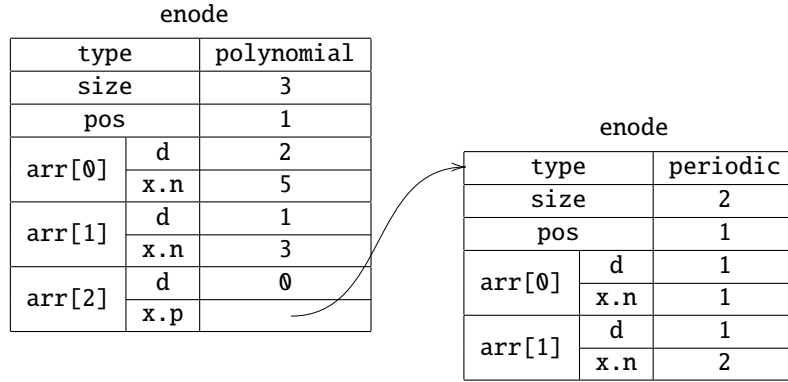 enode
type polynomial
size 3
pos 1
arr[0] d 2
x.n 5
arr[1] d 1
x.n 3
arr[2] d 0
x.p
enode
type periodic
size 2
pos 1
arr[0] d 1
x.n 1
arr[1] d 1
x.n 2